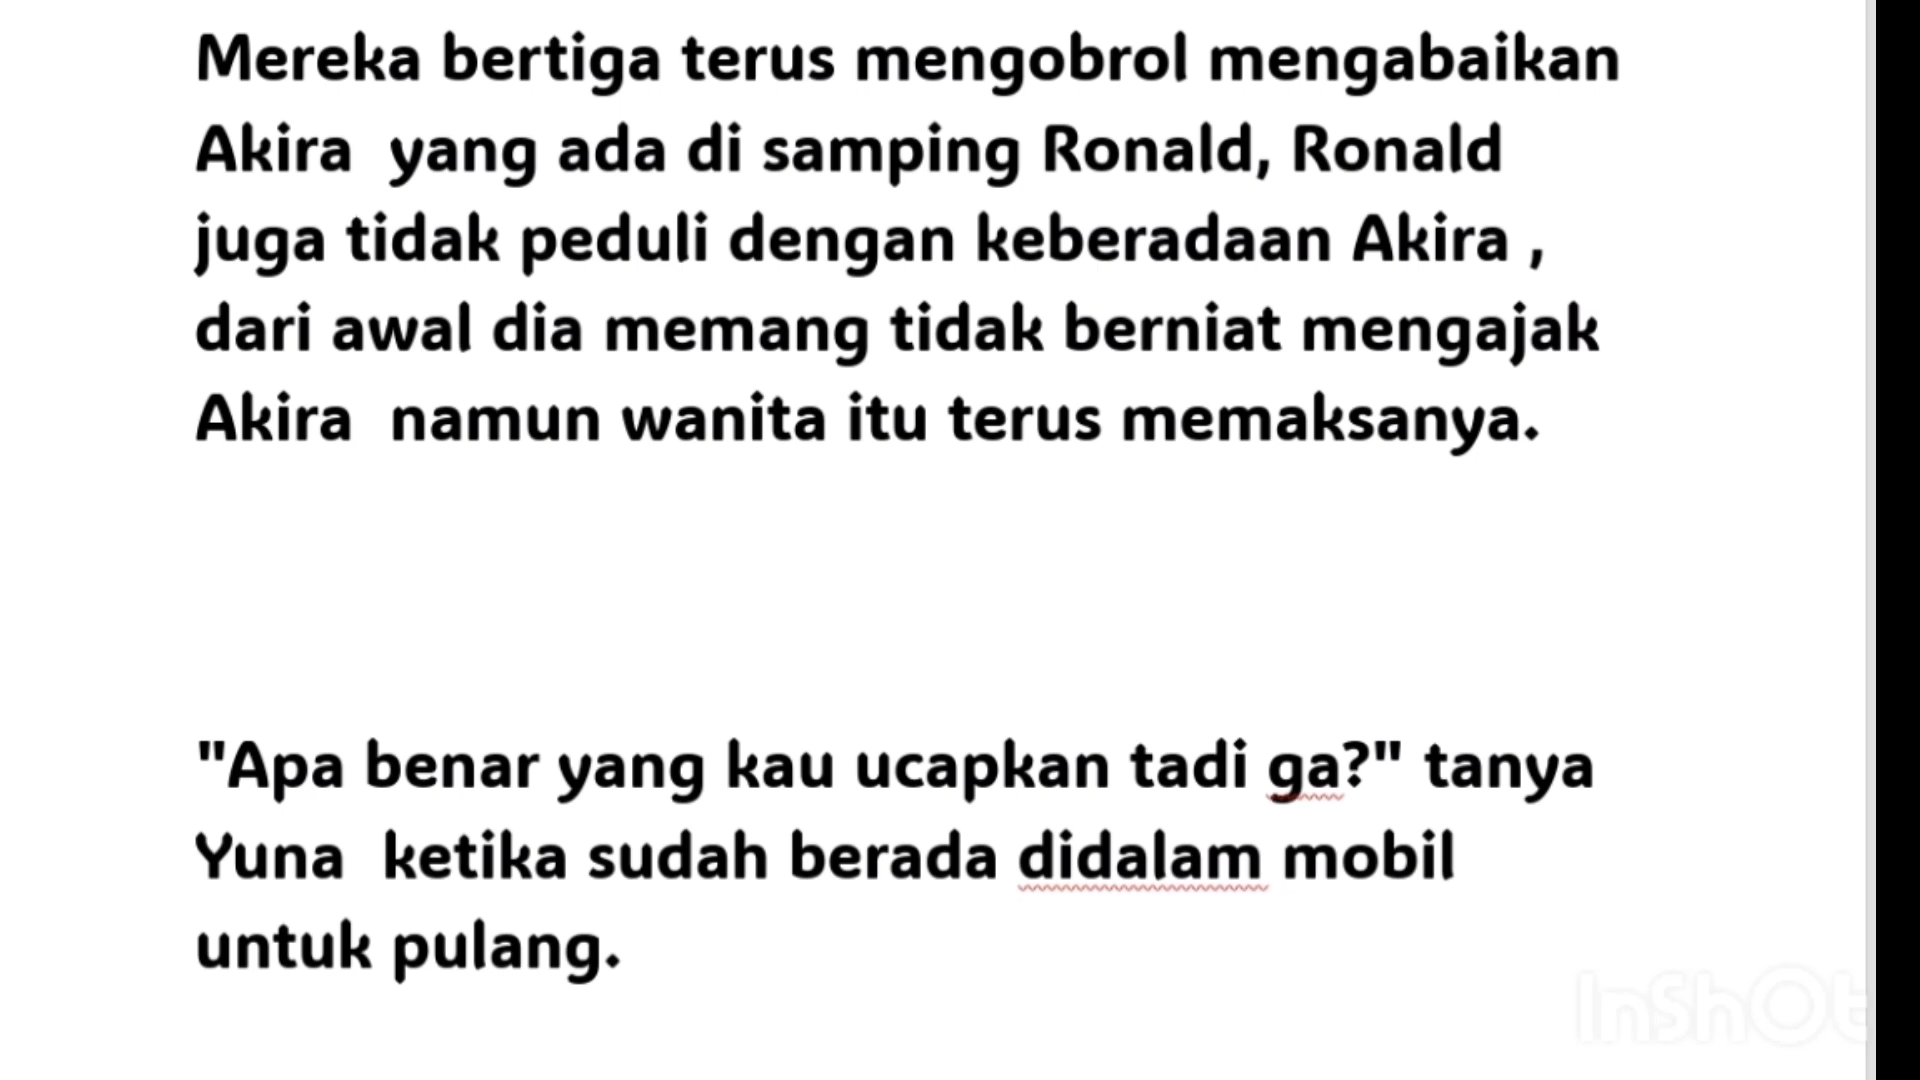 Mereka bertiga terus mengobrol mengabaikan
Akira  yang ada di samping Ronald, Ronald
juga tidak peduli dengan keberadaan Akira ,
dari awal dia memang tidak berniat mengajak
Akira  namun wanita itu terus memaksanya.
"Apa benar yang kau ucapkan tadi ga?" tanya
Yuna  ketika sudah berada didalam mobil
untuk pulang.
InShOt